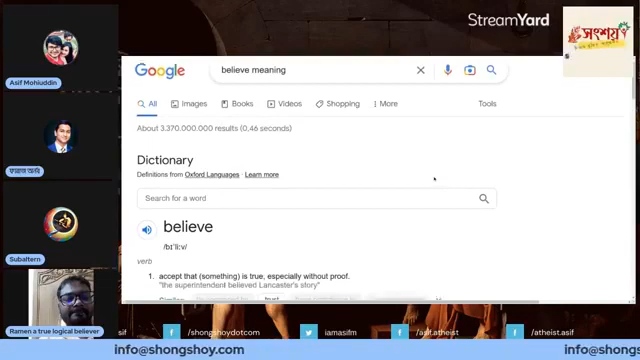 StreamYard
সংশয়
Asif Mohiuddin
Subaltern
Ramen a true logical believer
Google
believe meaning
All
Images
Books
Videos
Shopping
More
Tools
About 3.370.000.000 results (0,46 seconds)
Dictionary
Definitions from Oxford Languages · Learn more
Search for a word
believe
/bɪˈliːv/
verb
1. accept that (something) is true, especially without proof.
"the superintendent believed Lancaster's story"
/shongshoydotcom
iamasifm
/asif.atheist
/atheist.asif
info@shongshoy.com
info@shongshoy.com